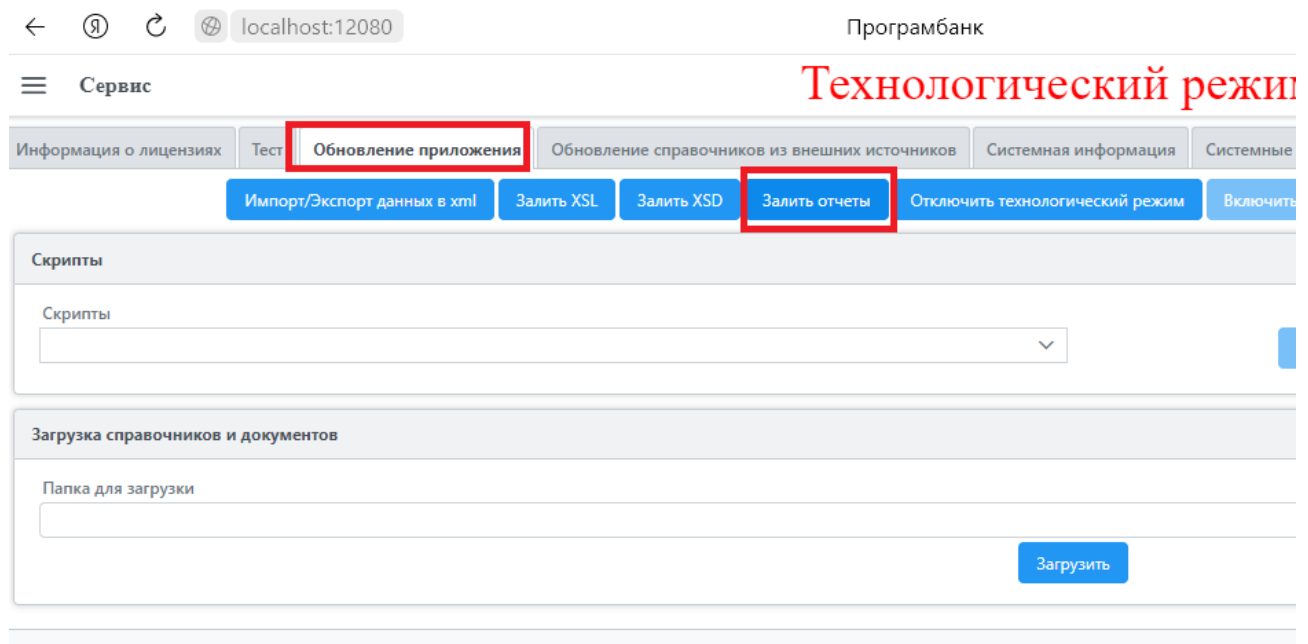 localhost:12080 Програмбанк
Сервис Технологический
Информация о лицензиях Тест Обновление приложения Обновление справочников из внешних источников Системная информация Системные
Импорт/Экспорт данных в xml Залить XSL Залить XSD Залить отчеты Отключить технологический режим Включить
Скрипты
Скрипты
Загрузка справочников и документов
Папка для загрузки
Загрузить